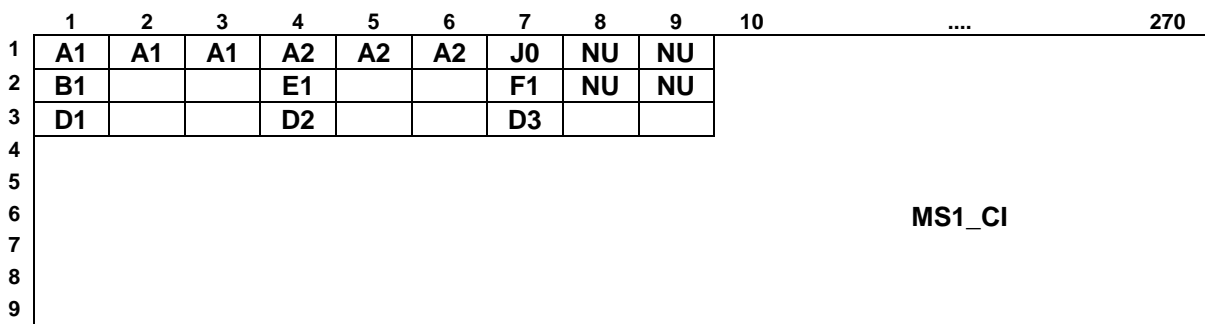 1 2 3 4 5 6 7 8 9 10 .... 270
1 A1 A1 A1 A2 A2 A2 J0 NU NU
2 B1 E1 F1 NU NU
3 D1 D2 D3
4
5
6 MS1_CI
7
8
9